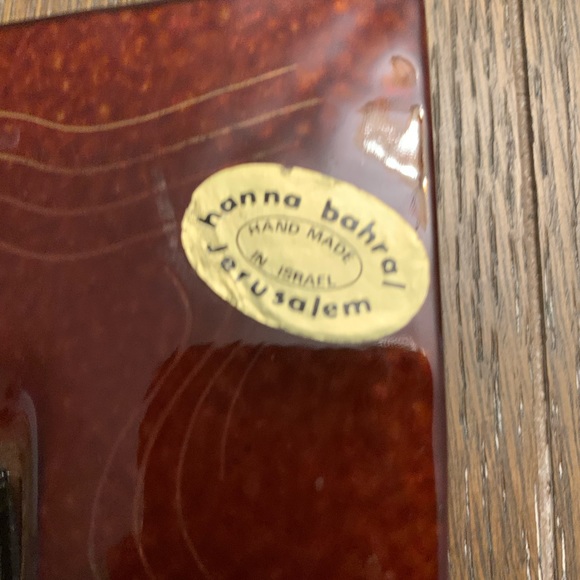 hanna bahral
HAND MADE
IN ISRAEL
Jerusalem